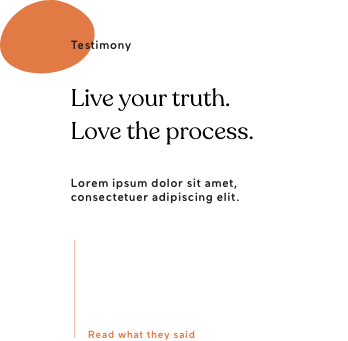 Testimony
Live your truth.
Love the process.
Lorem ipsum dolor sit amet,
consectetuer adipiscing elit.
Read what they said